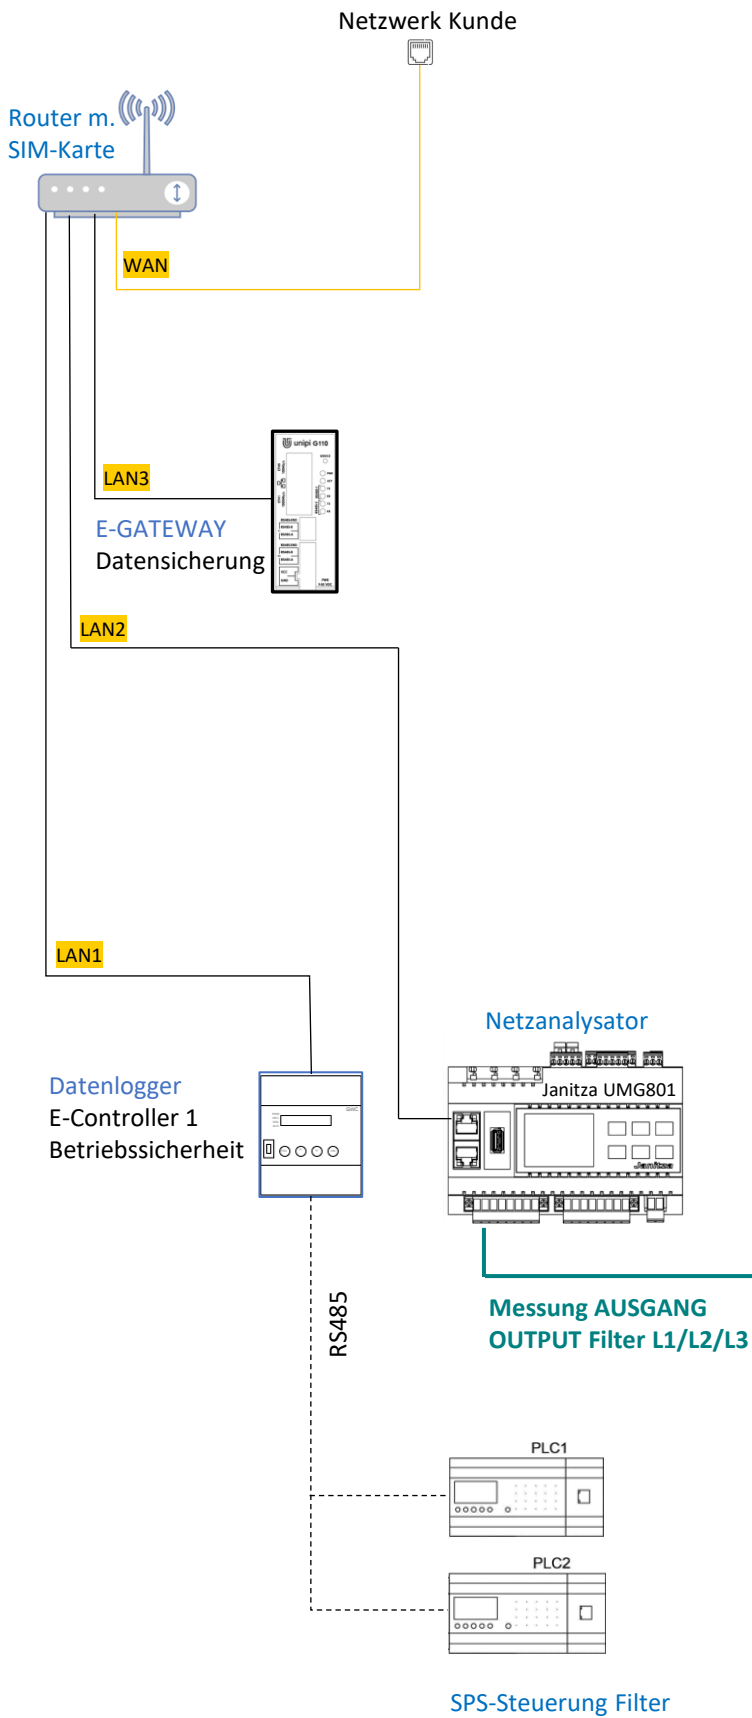 Netzwerk Kunde
Router m.
SIM-Karte
WAN
unipi G110
LAN3
E-GATEWAY
Datensicherung
LAN2
LAN1
Netzanalysator
Janitza UMG801
Janitza
Datenlogger
E-Controller 1
Betriebssicherheit
RS485
Messung AUSGANG
OUTPUT Filter L1/L2/L3
PLC1
PLC2
SPS-Steuerung Filter